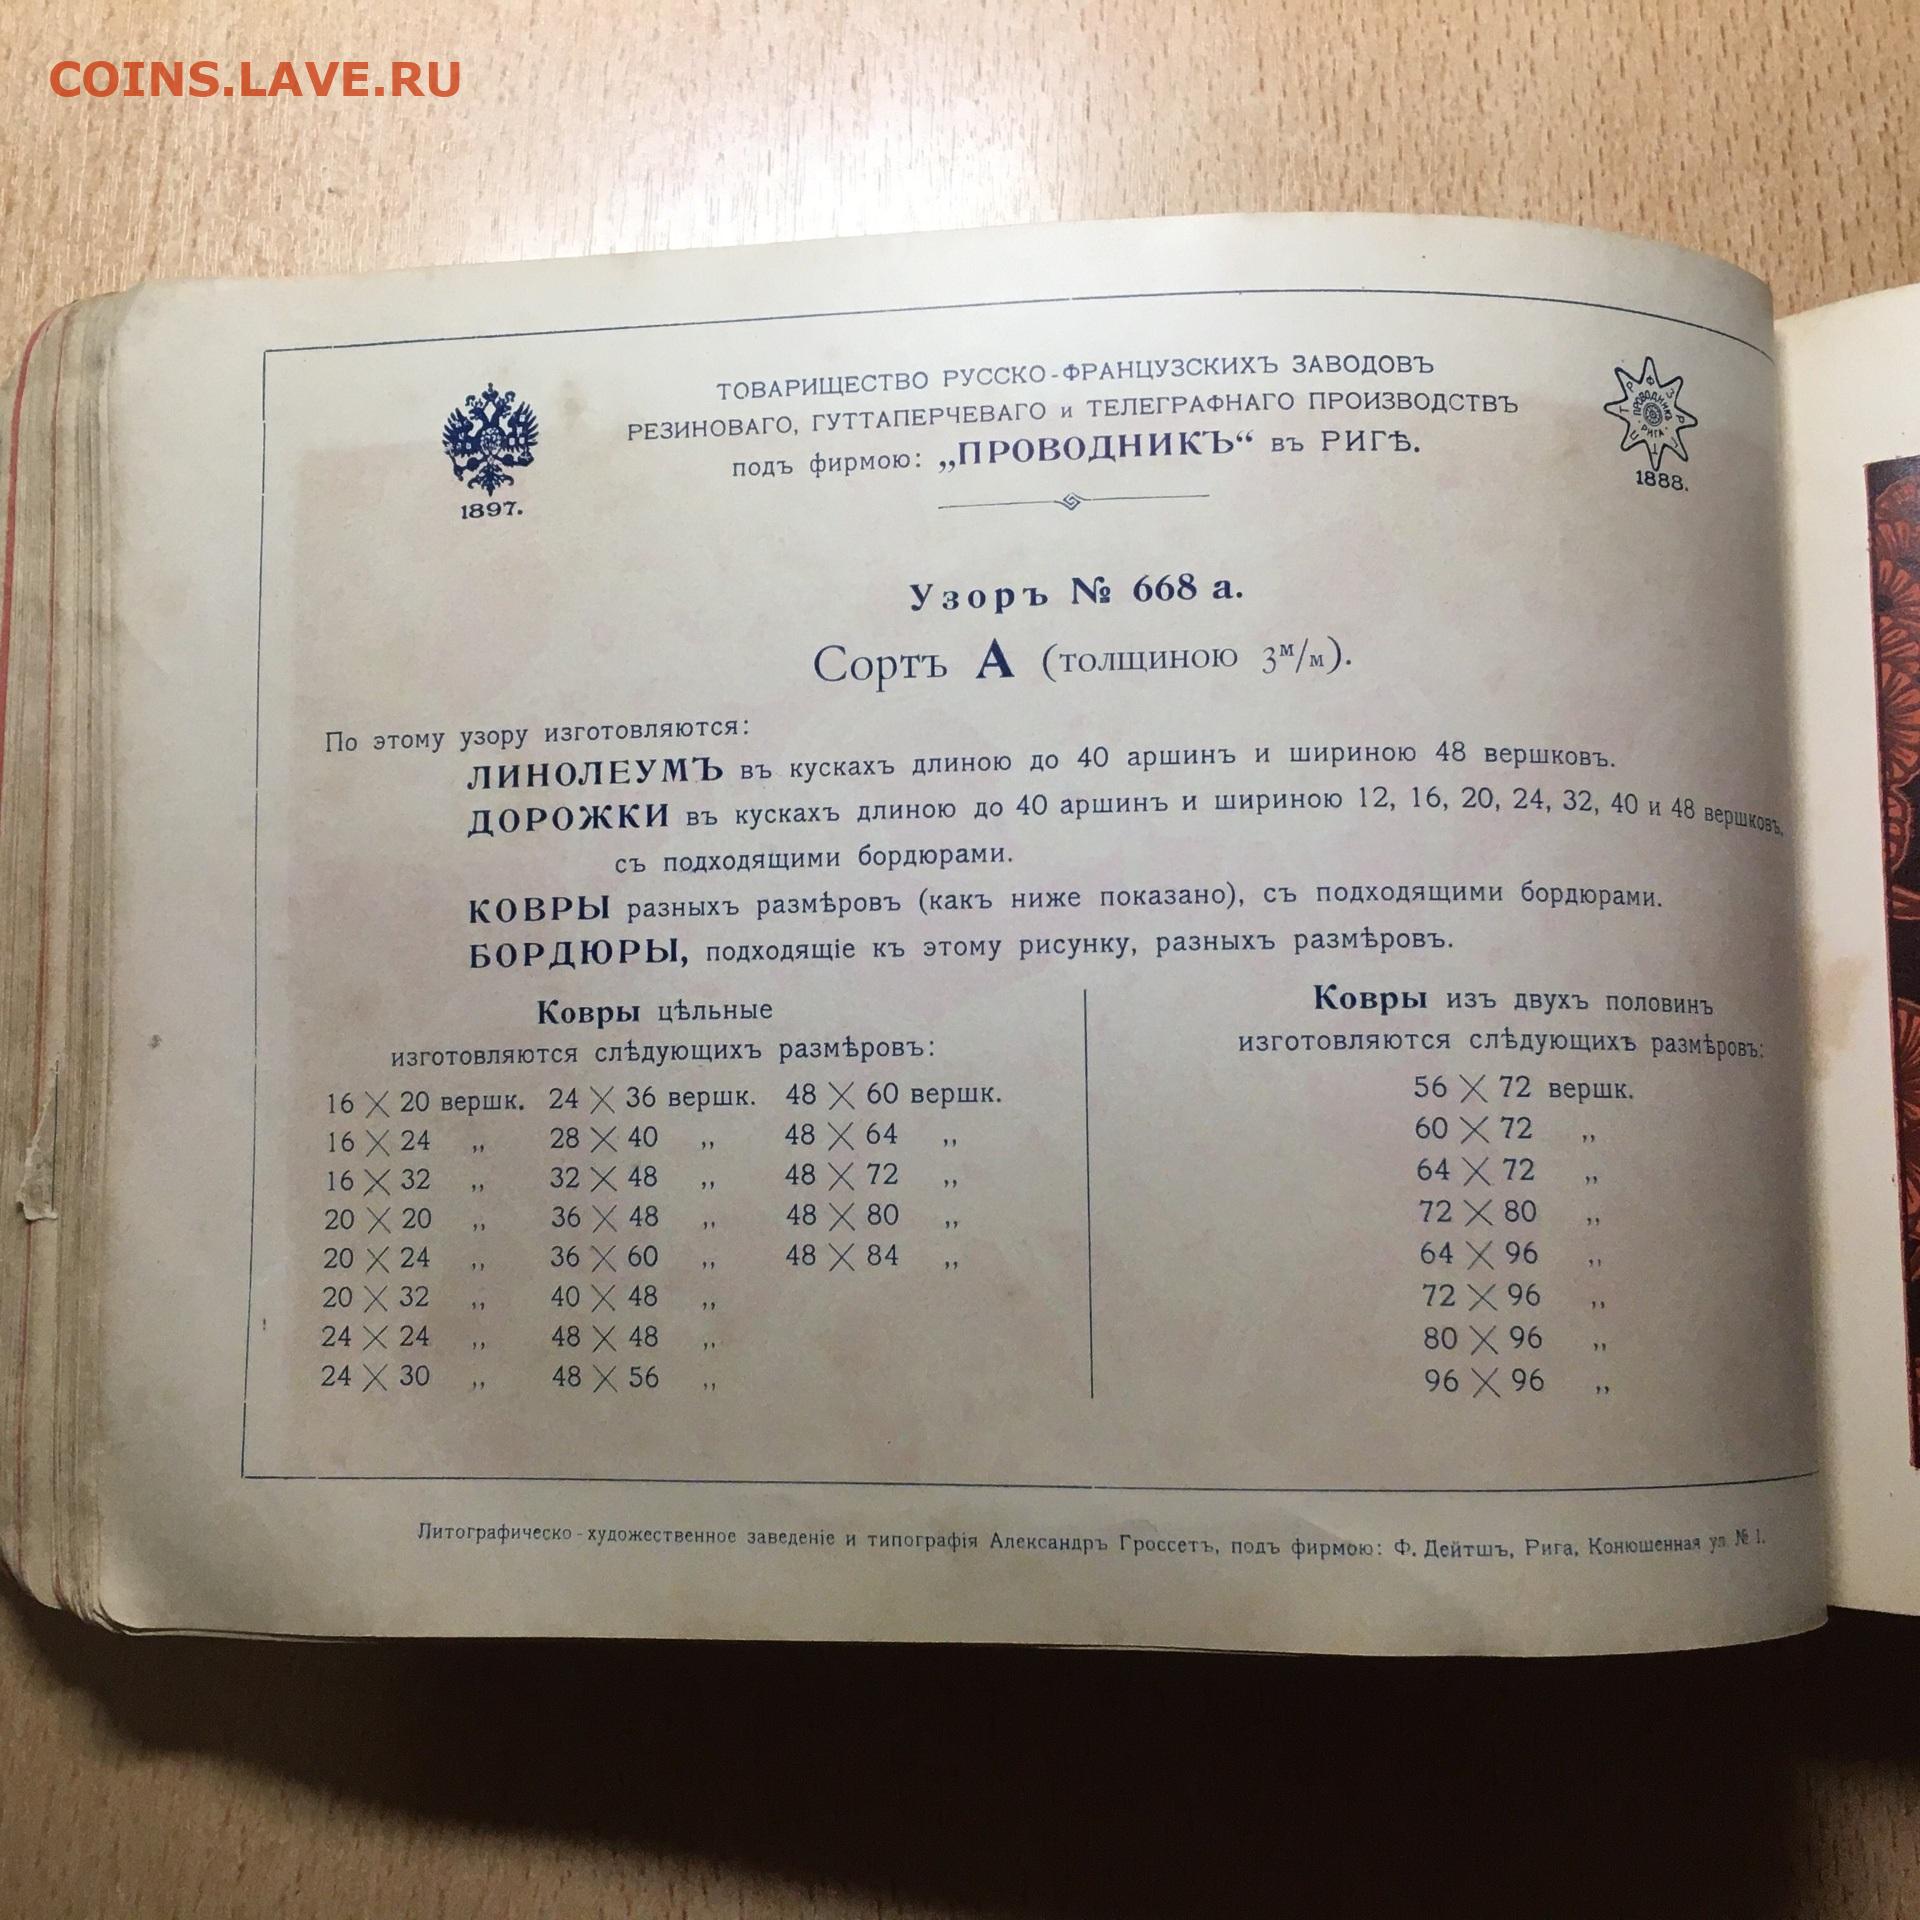 COINS.LAVE.RU
ТОВАРИЩЕСТВО РУССКО-ФРАНЦУЗСКИХЪ ЗАВОДОВЪ
РЕЗИНОВАГО, ГУТТАПЕРЧЕВАГО и ТЕЛЕГРАФНАГО ПРОИЗВОДСТВЪ
подъ фирмою: „ПРОВОДНИКЪ“ въ РИГѢ.
1897.
ПРОВОДНИКЪ
РИГА
1888.
Узоръ № 668 а.
Сортъ А (толщиною 3м/м).
По этому узору изготовляются:
ЛИНОЛЕУМЪ въ кускахъ длиною до 40 аршинъ и шириною 48 вершковъ.
ДОРОЖКИ въ кускахъ длиною до 40 аршинъ и шириною 12, 16, 20, 24, 32, 40 и 48 вершковъ,
съ подходящими бордюрами.
КОВРЫ разныхъ размѣровъ (какъ ниже показано), съ подходящими бордюрами.
БОРДЮРЫ, подходящіе къ этому рисунку, разныхъ размѣровъ.
Ковры цѣльные
изготовляются слѣдующихъ размѣровъ:
16 X 20 вершк. 24 X 36 вершк. 48 X 60 вершк.
16 X 24 „ 28 X 40 „ 48 X 64 „
16 X 32 „ 32 X 48 „ 48 X 72 „
20 X 20 „ 36 X 48 „ 48 X 80 „
20 X 24 „ 36 X 60 „ 48 X 84 „
20 X 32 „ 40 X 48 „
24 X 24 „ 48 X 48 „
24 X 30 „ 48 X 56 „
Ковры изъ двухъ половинъ
изготовляются слѣдующихъ размѣровъ:
56 X 72 вершк.
60 X 72 „
64 X 72 „
72 X 80 „
64 X 96 „
72 X 96 „
80 X 96 „
96 X 96 „
Литографическо-художественное заведеніе и типографія Александръ Гроссетъ, подъ фирмою: Ф. Дейтшъ, Рига, Конюшенная ул. № 1.